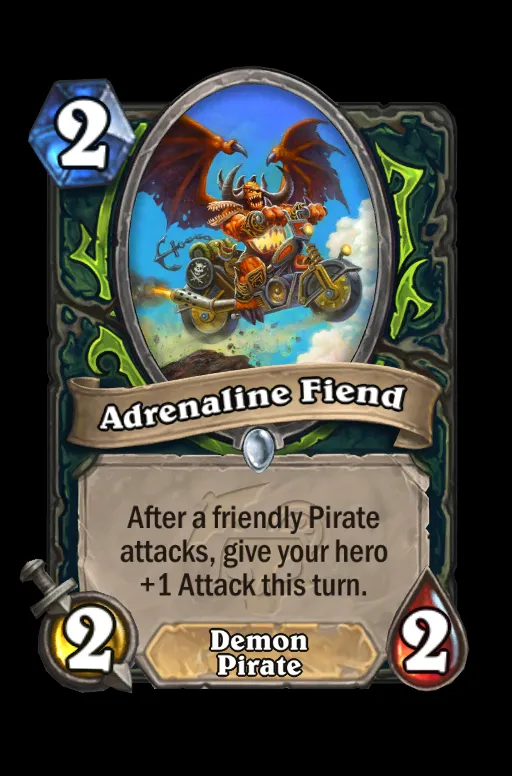 2
Adrenaline Fiend
After a friendly Pirate
attacks, give your hero
+1 Attack this turn.
2
Demon
Pirate
2